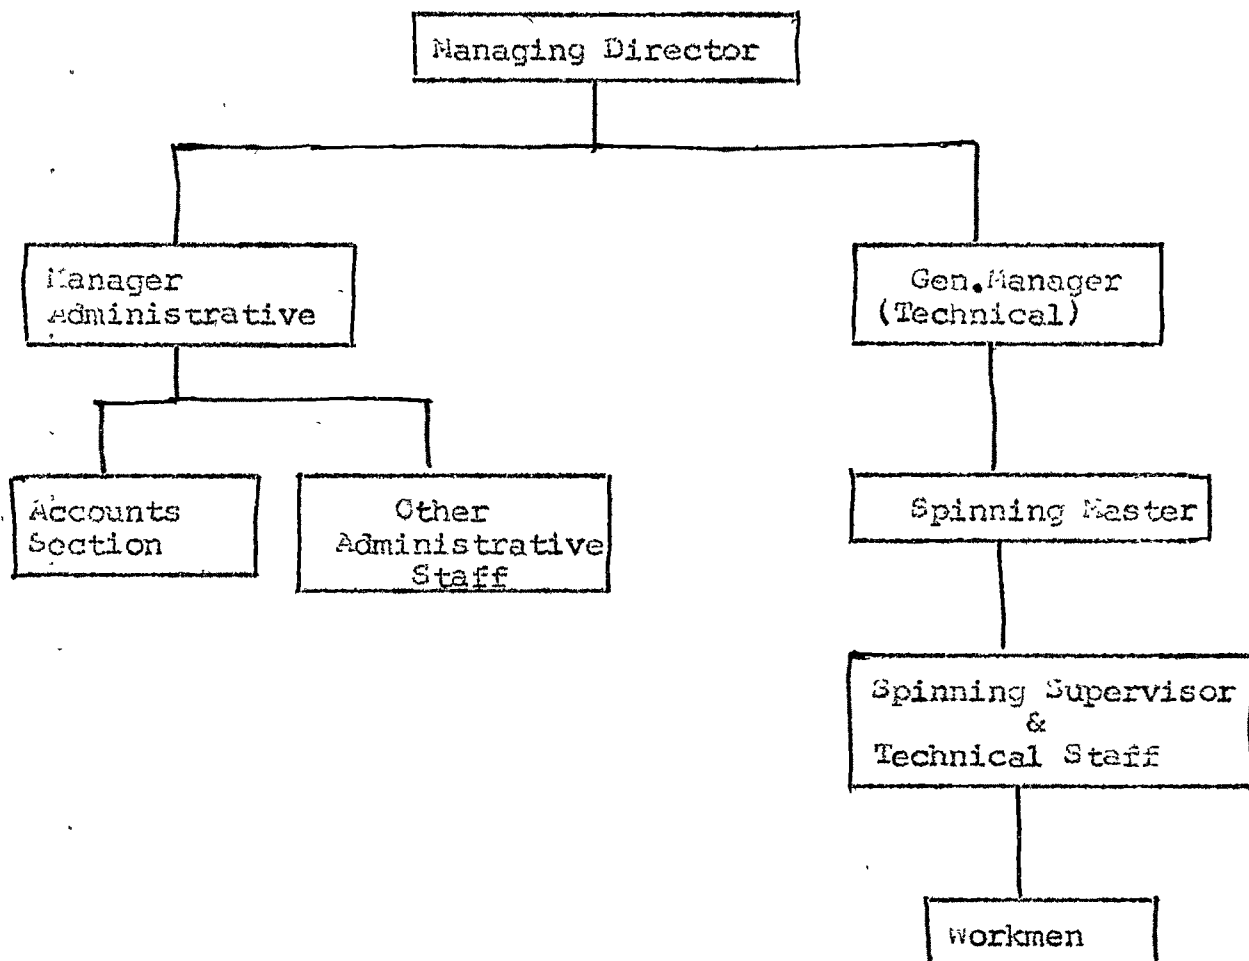 Managing Director
Manager
Administrative
Gen.Manager
(Technical)
Accounts
Section
Other
Administrative
Staff
Spinning Master
Spinning Supervisor
&
Technical Staff
Workmen